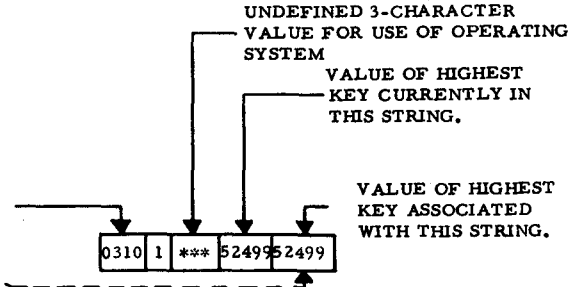 UNDEFINED 3-CHARACTER
VALUE FOR USE OF OPERATING
SYSTEM
VALUE OF HIGHEST
KEY CURRENTLY IN
THIS STRING.
VALUE OF HIGHEST
KEY ASSOCIATED
WITH THIS STRING.
0310 1 *** 52499 52499